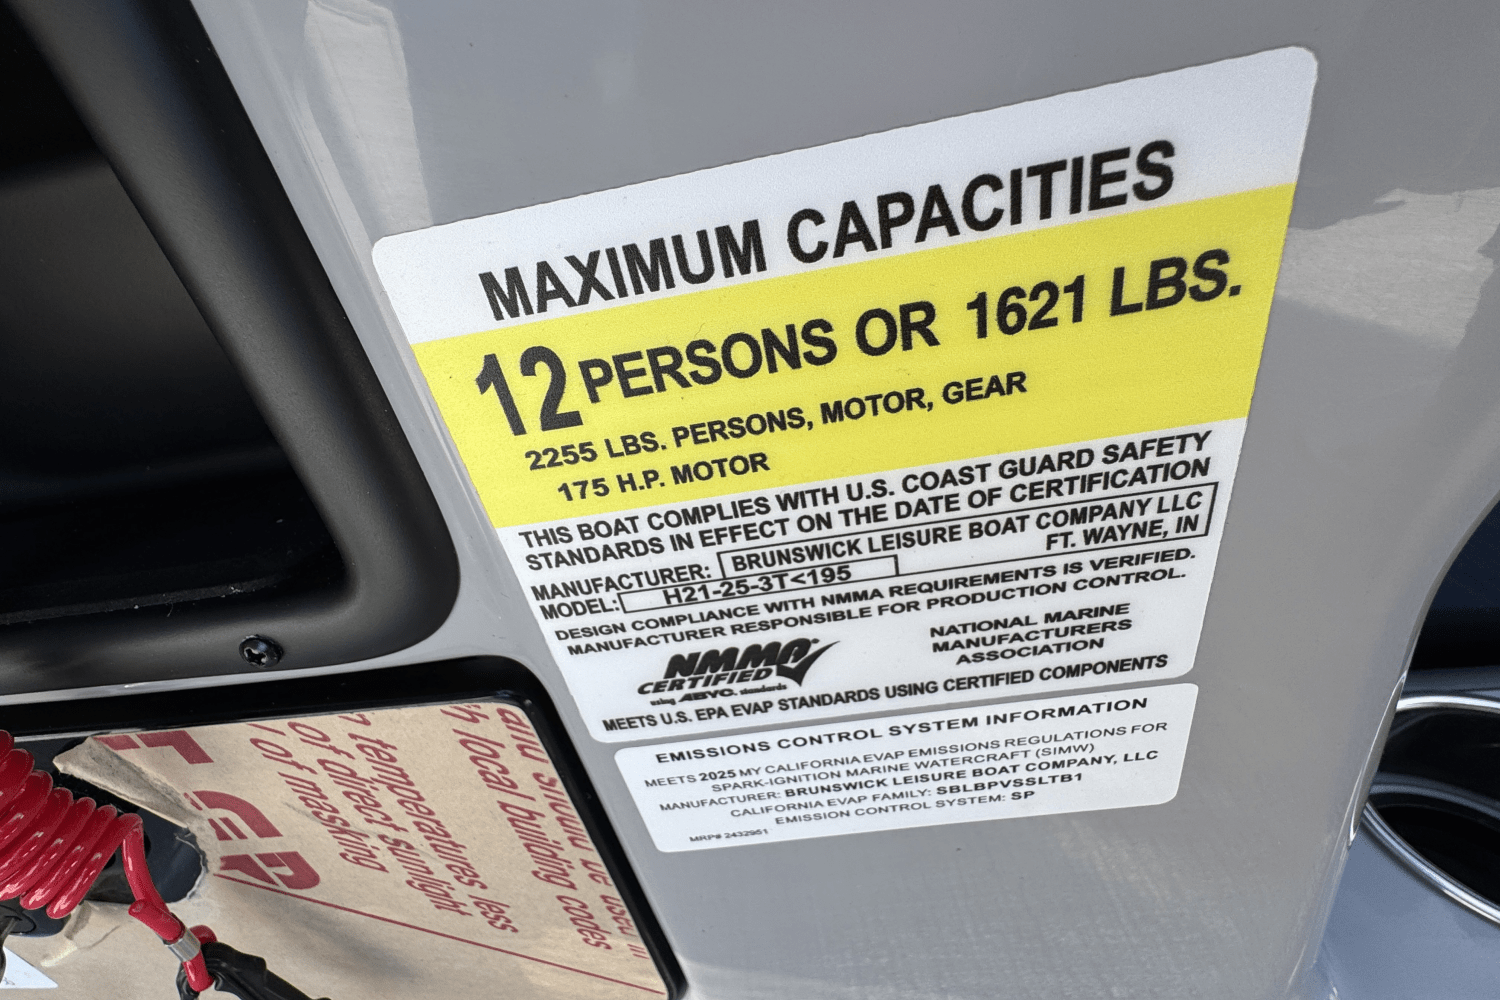 MAXIMUM CAPACITIES
12 PERSONS OR 1621 LBS.
2255 LBS. PERSONS, MOTOR, GEAR
175 H.P. MOTOR
THIS BOAT COMPLIES WITH U.S. COAST GUARD SAFETY
STANDARDS IN EFFECT ON THE DATE OF CERTIFICATION
MANUFACTURER: BRUNSWICK LEISURE BOAT COMPANY LLC
FT. WAYNE, IN
MODEL: H21-25-3T<195
DESIGN COMPLIANCE WITH NMMA REQUIREMENTS IS VERIFIED.
MANUFACTURER RESPONSIBLE FOR PRODUCTION CONTROL.
NMMA®
CERTIFIED
using ABYC. standards
NATIONAL MARINE
MANUFACTURERS
ASSOCIATION
MEETS U.S. EPA EVAP STANDARDS USING CERTIFIED COMPONENTS
EMISSIONS CONTROL SYSTEM INFORMATION
MEETS 2025 MY CALIFORNIA EVAP EMISSIONS REGULATIONS FOR
SPARK-IGNITION MARINE WATERCRAFT (SIMW)
MANUFACTURER: BRUNSWICK LEISURE BOAT COMPANY, LLC
CALIFORNIA EVAP FAMILY: SBLBPVSSLTB1
EMISSION CONTROL SYSTEM: SP
MRP# 2432951
local building codes
temperatures less
of direct sunlight
of masking